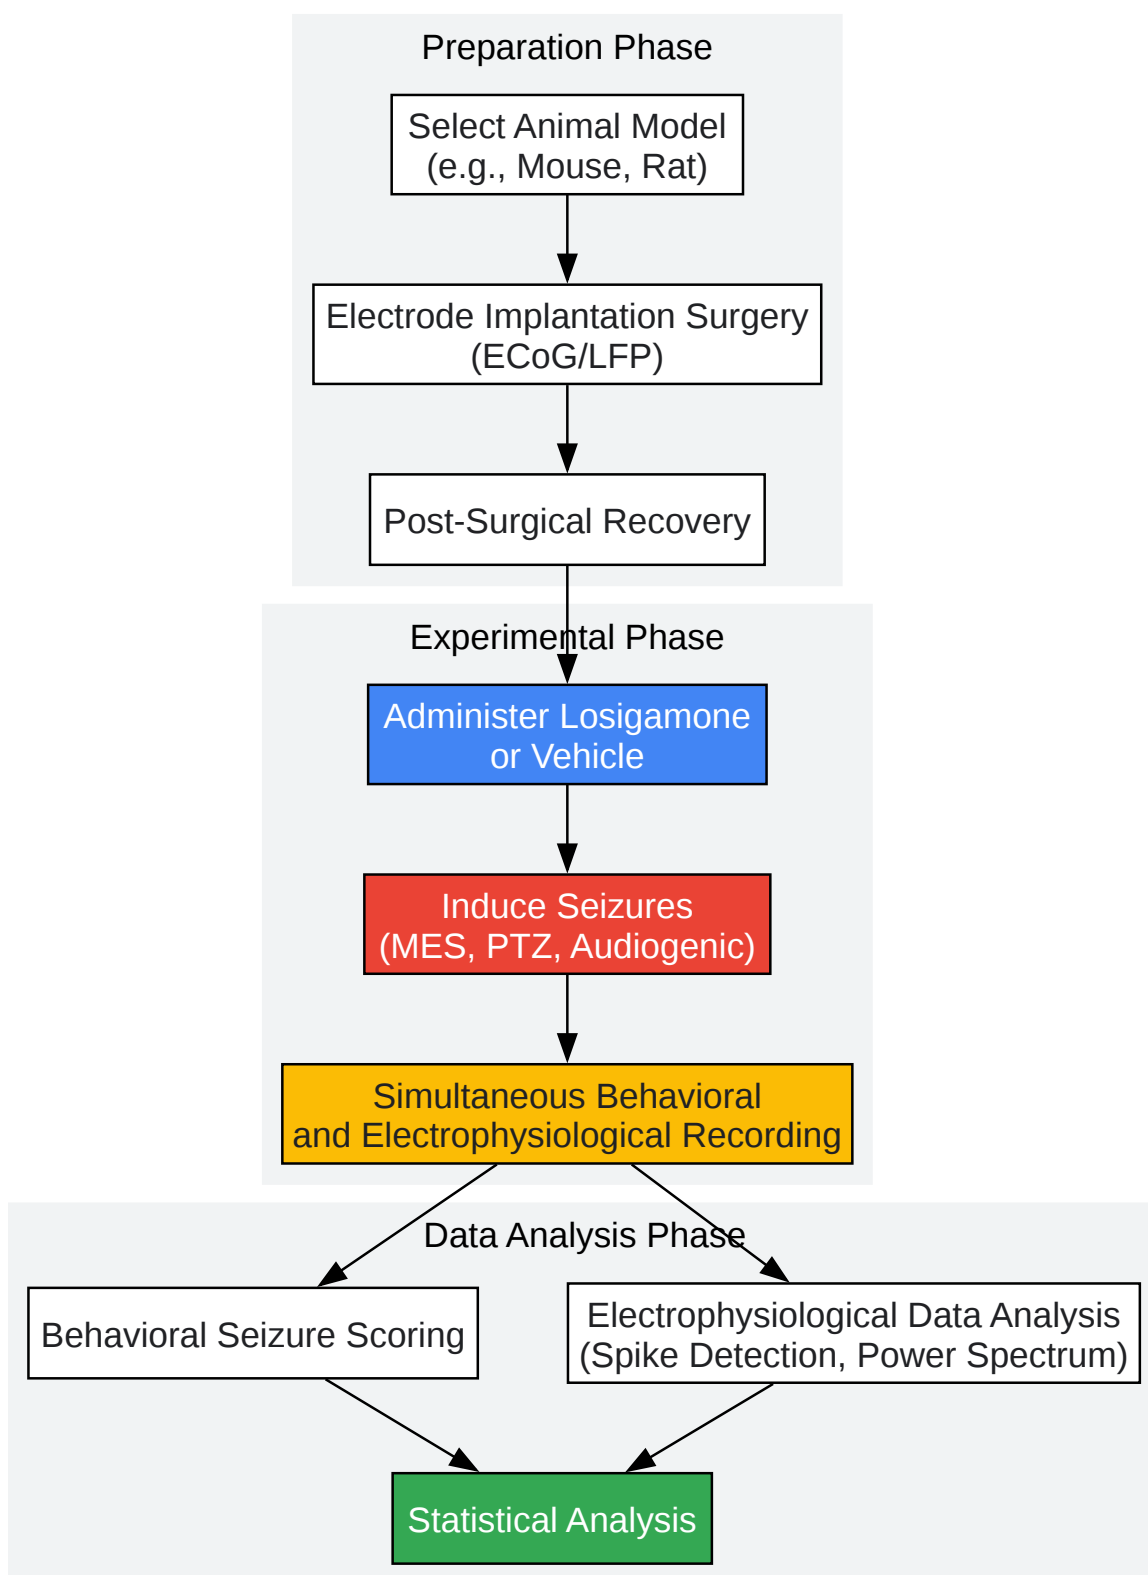 Preparation Phase
Select Animal Model
(e.g., Mouse, Rat)
Electrode Implantation Surgery
(ECoG/LFP)
Post-Surgical Recovery
Experimental Phase
Administer Losigamone
or Vehicle
Induce Seizures
(MES, PTZ, Audiogenic)
Simultaneous Behavioral
and Electrophysiological Recording
Data Analysis Phase
Behavioral Seizure Scoring
Electrophysiological Data Analysis
(Spike Detection, Power Spectrum)
Statistical Analysis